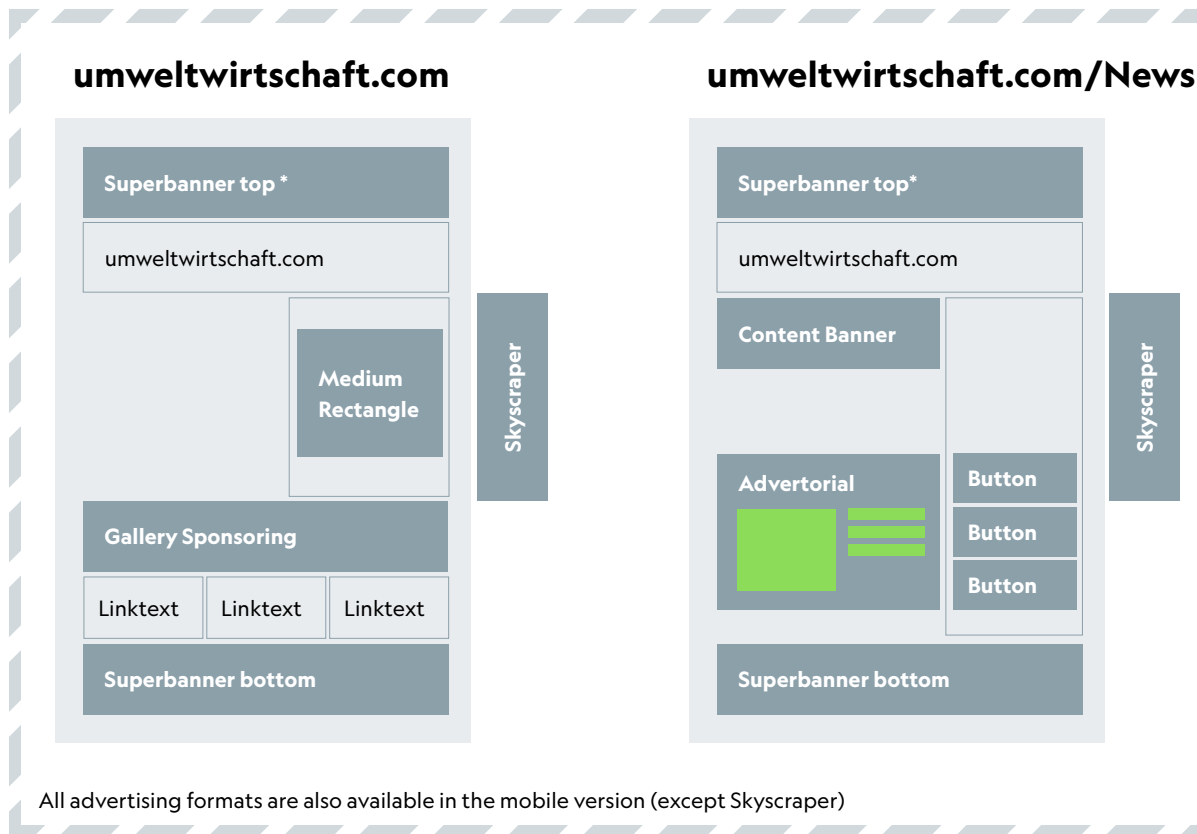 umweltwirtschaft.com
Superbanner top *
umweltwirtschaft.com
Medium
Rectangle
Skyscraper
Gallery Sponsoring
Linktext Linktext Linktext
Superbanner bottom
umweltwirtschaft.com/News
Superbanner top*
umweltwirtschaft.com
Content Banner
Skyscraper
Advertorial
Button
Button
Button
Superbanner bottom
All advertising formats are also available in the mobile version (except Skyscraper)